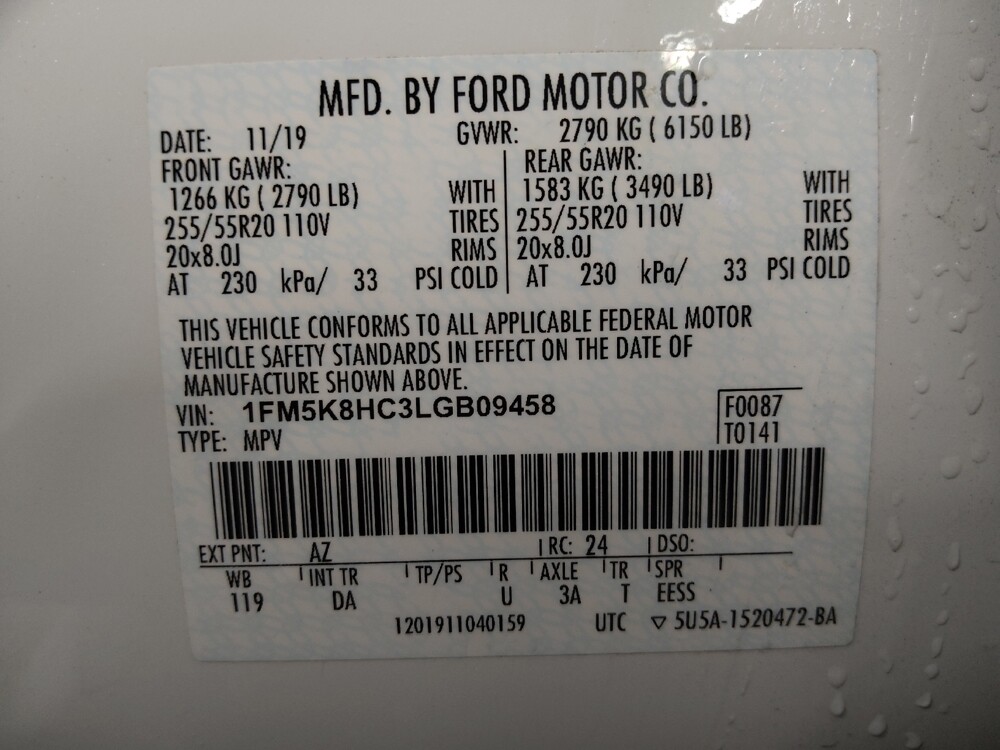 MFD. BY FORD MOTOR CO.
DATE: 11/19 GVWR: 2790 KG ( 6150 LB)
FRONT GAWR: REAR GAWR:
1266 KG ( 2790 LB) WITH 1583 KG ( 3490 LB) WITH
255/55R20 110V TIRES 255/55R20 110V TIRES
20x8.0J RIMS 20x8.0J RIMS
AT 230 kPa/ 33 PSI COLD AT 230 kPa/ 33 PSI COLD
THIS VEHICLE CONFORMS TO ALL APPLICABLE FEDERAL MOTOR
VEHICLE SAFETY STANDARDS IN EFFECT ON THE DATE OF
MANUFACTURE SHOWN ABOVE.
VIN: 1FM5K8HC3LGB09458 F0087
TYPE: MPV T0141
EXT PNT: AZ RC: 24 DSO:
WB INT TR TP/PS R AXLE TR SPR
119 DA U 3A T EESS
1201911040159 UTC ▽ 5U5A-1520472-BA